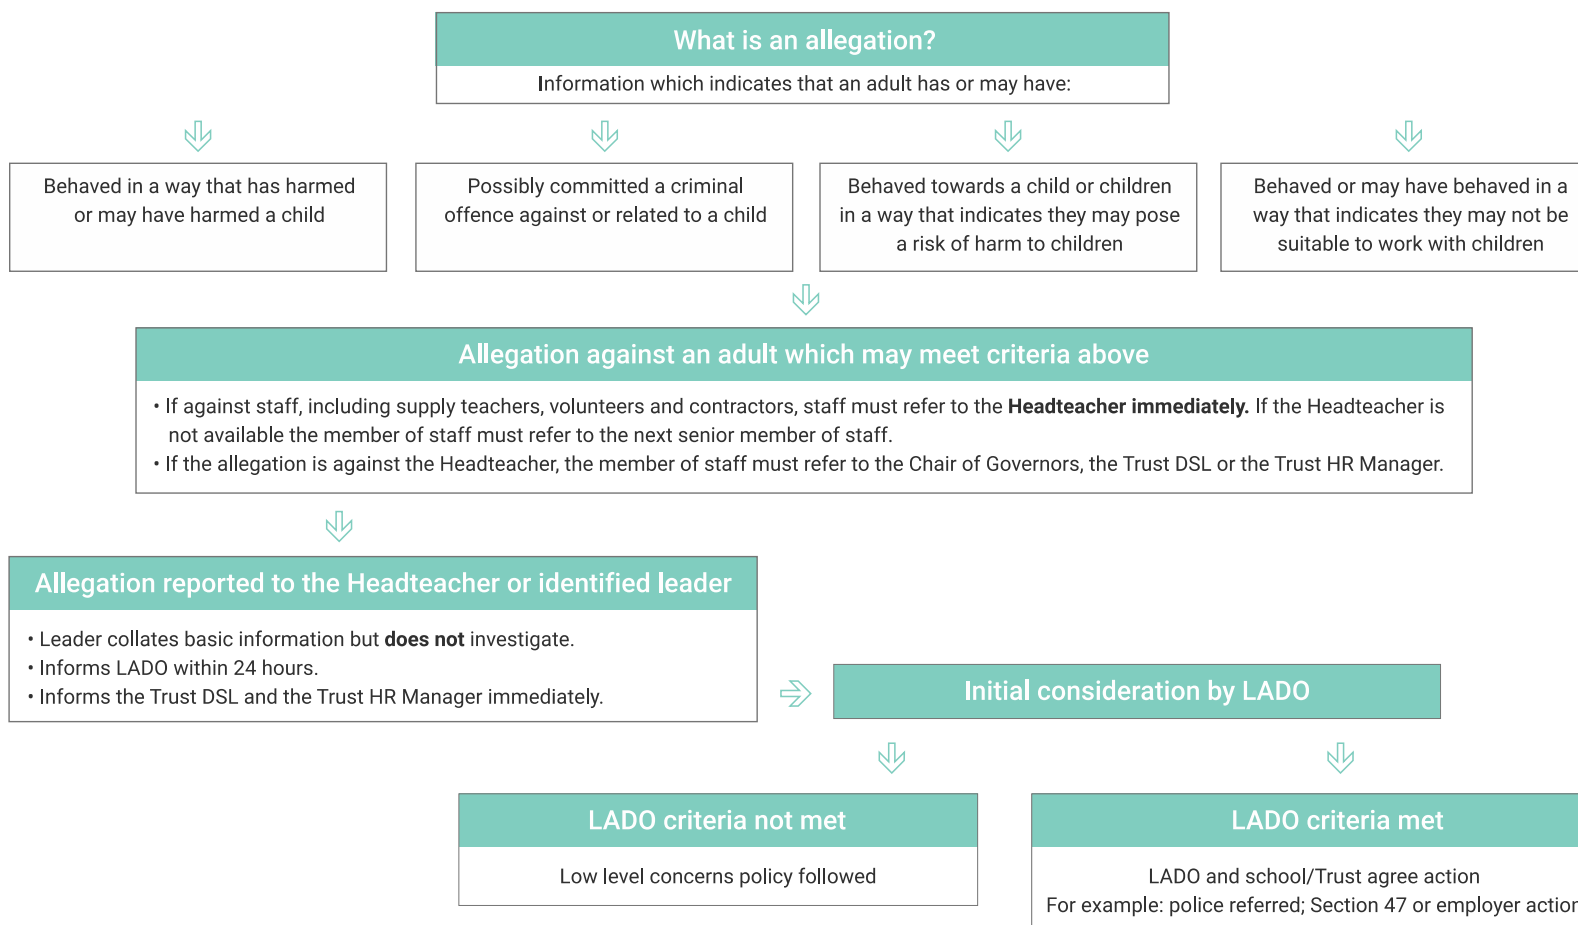 What is an allegation?
Information which indicates that an adult has or may have:
Behaved in a way that has harmed
or may have harmed a child
Possibly committed a criminal
offence against or related to a child
Behaved towards a child or children
in a way that indicates they may pose
a risk of harm to children
Behaved or may have behaved in a
way that indicates they may not be
suitable to work with children
Allegation against an adult which may meet criteria above
• If against staff, including supply teachers, volunteers and contractors, staff must refer to the Headteacher immediately. If the Headteacher is
not available the member of staff must refer to the next senior member of staff.
• If the allegation is against the Headteacher, the member of staff must refer to the Chair of Governors, the Trust DSL or the Trust HR Manager.
Allegation reported to the Headteacher or identified leader
• Leader collates basic information but does not investigate.
• Informs LADO within 24 hours.
• Informs the Trust DSL and the Trust HR Manager immediately.
Initial consideration by LADO
LADO criteria not met
Low level concerns policy followed
LADO criteria met
LADO and school/Trust agree action
For example: police referred; Section 47 or employer action